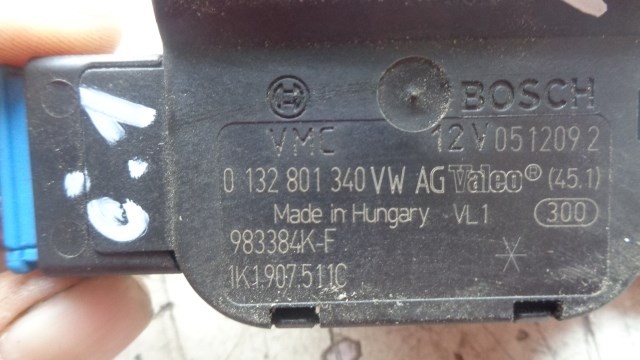 BOSCH
VMC 12V 051209 2
0 132 801 340 VW AG Valeo® (45.1)
Made in Hungary VL1 300
983384K-F
1K1.907.511C